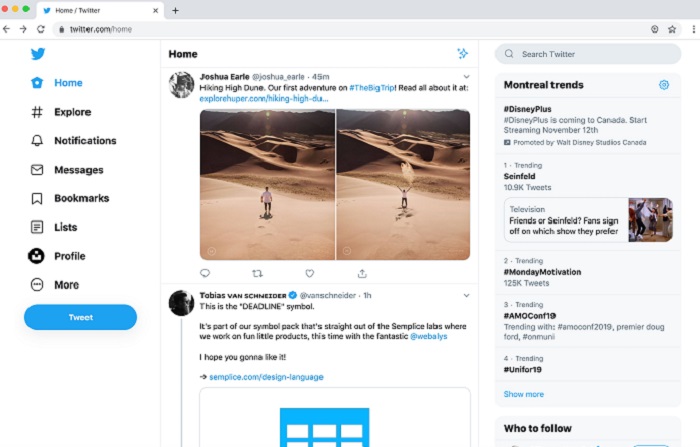 Home / Twitter
twitter.com/home
Home
Explore
Notifications
Messages
Bookmarks
Lists
Profile
More
Tweet
Home
Joshua Earle @joshua_earle · 45m
Hiking High Dune. Our first adventure on #TheBigTrip! Read all about it at:
explorehuper.com/hiking-high-du...
Tobias VAN SCHNEIDER @vanschneider · 1h
This is the "DEADLINE" symbol.
It's part of our symbol pack that's straight out of the Semplice labs where
we work on fun little products, this time with the fantastic @webalys
I hope you gonna like it!
→ semplice.com/design-language
Search Twitter
Montreal trends
#DisneyPlus
#DisneyPlus is coming to Canada. Start
Streaming November 12th
Promoted by Walt Disney Studios Canada
1 · Trending
Seinfeld
10.9K Tweets
Television
Friends or Seinfeld? Fans sign
off on which show they prefer
2 · Trending
#MondayMotivation
125K Tweets
3 · Trending
#AMOConf19
Trending with: #amoconf2019, premier doug
ford, #onmuni
4 · Trending
#Unifor19
Show more
Who to follow